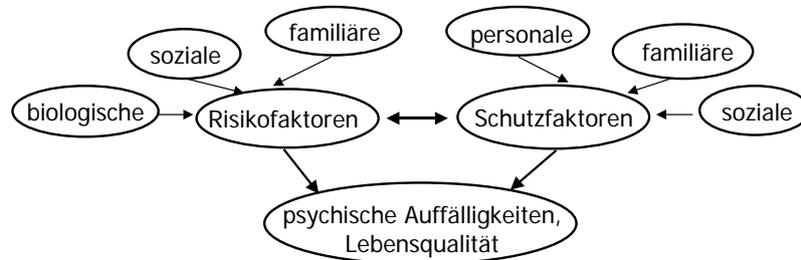 familiäre
personale
soziale
familiäre
biologische
Risikofaktoren
Schutzfaktoren
soziale
psychische Auffälligkeiten,
Lebensqualität